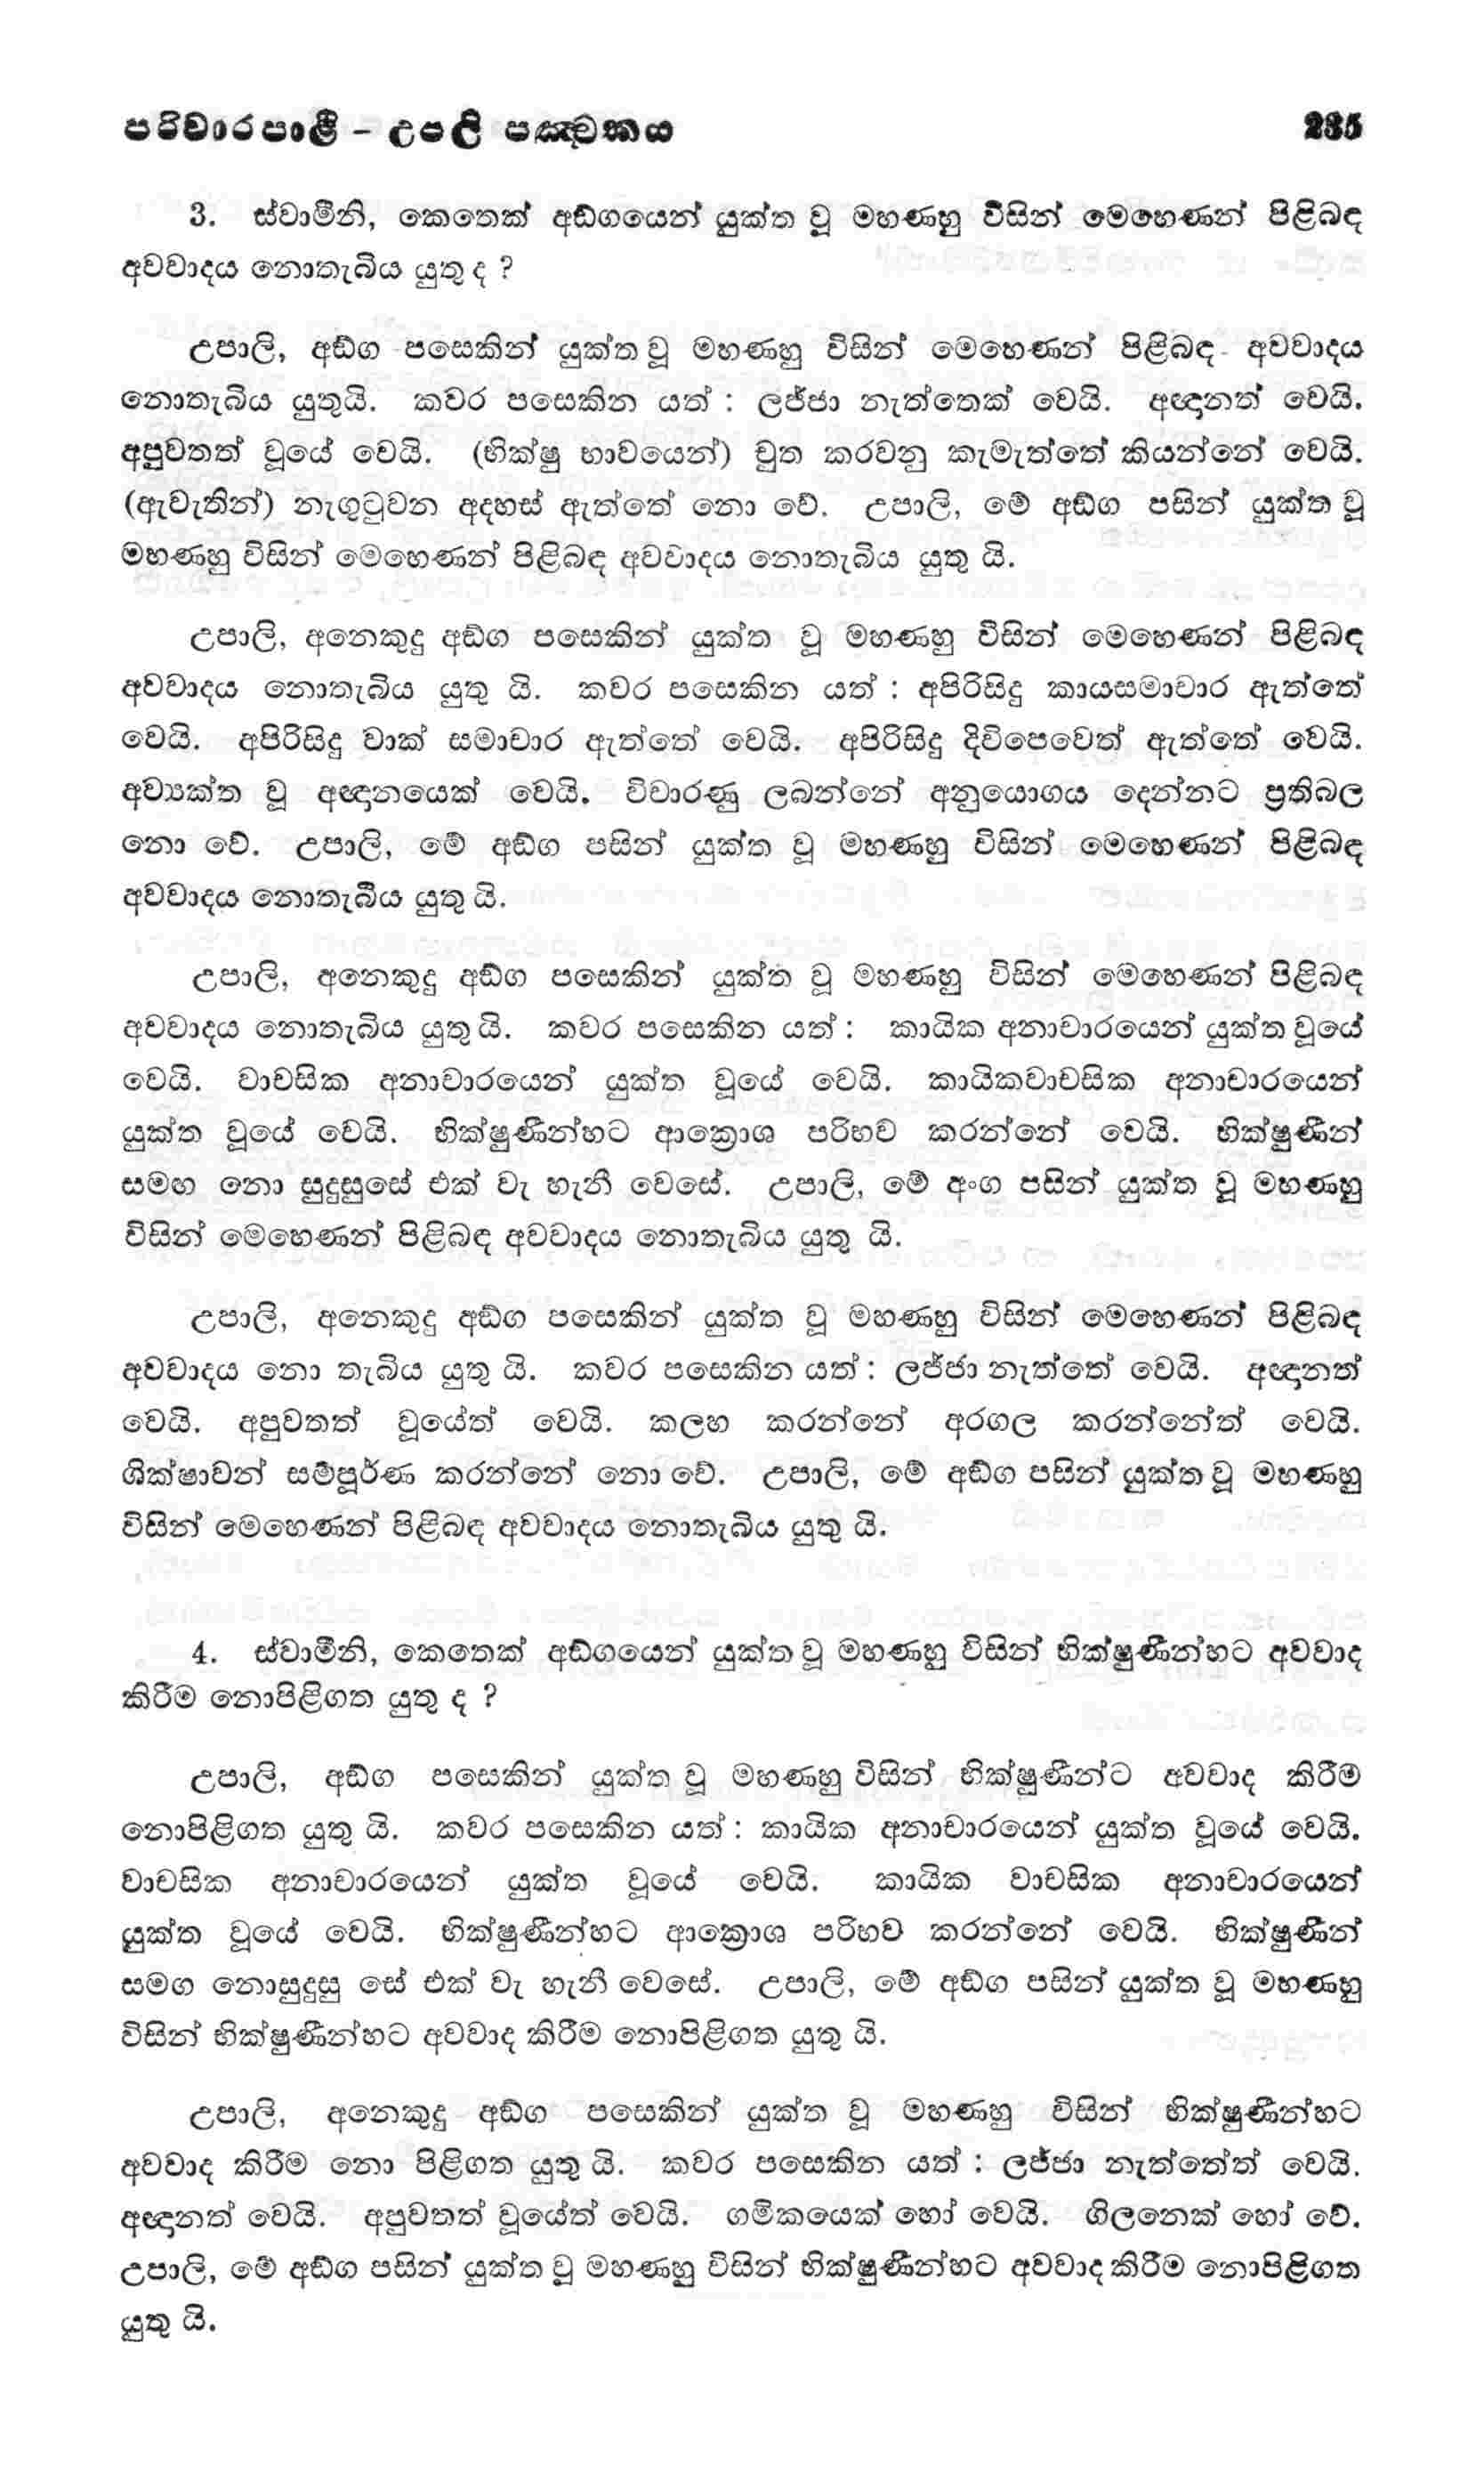 පරිවාරපාළි – උපලි පඤ්චකය 235
3. ස්වාමීනි, කෙතෙක් අඞ්ගයෙන් යුක්ත වූ මහණහු විසින් මෙහෙණන් පිළිබඳ
අවවාදය නොතැබිය යුතු ද ?
උපාලි, අඞ්ග පසෙකින් යුක්ත වූ මහණහු විසින් මෙහෙණන් පිළිබඳ අවවාදය
නොතැබිය යුතුයි. කවර පසෙකින යත් : ලජ්ජා නැත්තෙක් වෙයි. අඥානත් වෙයි.
අපුවතත් වූයේ වෙයි. (භික්ෂු භාවයෙන්) චුත කරවනු කැමැත්තේ කියන්නේ වෙයි.
(ඇවැතින්) නැගුටුවන අදහස් ඇත්තේ නො වේ. උපාලි, මේ අඞ්ග පසින් යුක්ත වූ
මහණහු විසින් මෙහෙණන් පිළිබඳ අවවාදය නොතැබිය යුතු යි.
උපාලි, අනෙකුදු අඞ්ග පසෙකින් යුක්ත වූ මහණහු විසින් මෙහෙණන් පිළිබඳ
අවවාදය නොතැබිය යුතු යි. කවර පසෙකින යත් : අපිරිසිදු කායසමාචාර ඇත්තේ
වෙයි. අපිරිසිදු වාක් සමාචාර ඇත්තේ වෙයි. අපිරිසිදු දිවිපෙවෙත් ඇත්තේ වෙයි.
අව්‍යක්ත වූ අඥානයෙක් වෙයි. විචාරණු ලබන්නේ අනුයොගය දෙන්නට ප්‍රතිබල
නො වේ. උපාලි, මේ අඞ්ග පසින් යුක්ත වූ මහණහු විසින් මෙහෙණන් පිළිබඳ
අවවාදය නොතැබිය යුතු යි.
උපාලි, අනෙකුදු අඞ්ග පසෙකින් යුක්ත වූ මහණහු විසින් මෙහෙණන් පිළිබඳ
අවවාදය නොතැබිය යුතු යි. කවර පසෙකින යත් : කායික අනාචාරයෙන් යුක්ත වූයේ
වෙයි. වාචසික අනාචාරයෙන් යුක්ත වූයේ වෙයි. කායිකවාචසික අනාචාරයෙන්
යුක්ත වූයේ වෙයි. භික්ෂුණීන්හට ආක්‍රොශ පරිභව කරන්නේ වෙයි. භික්ෂුණීන්
සමඟ නො සුදුසුසේ එක් වැ හැනී වෙසේ. උපාලි, මේ අංග පසින් යුක්ත වූ මහණහු
විසින් මෙහෙණන් පිළිබඳ අවවාදය නොතැබිය යුතු යි.
උපාලි, අනෙකුදු අඞ්ග පසෙකින් යුක්ත වූ මහණහු විසින් මෙහෙණන් පිළිබඳ
අවවාදය නො තැබිය යුතු යි. කවර පසෙකින යත් : ලජ්ජා නැත්තේ වෙයි. අඥානත්
වෙයි. අපුවතත් වූයේත් වෙයි. කලහ කරන්නේ අරගල කරන්නේත් වෙයි.
ශික්ෂාවන් සම්පූර්ණ කරන්නේ නො වේ. උපාලි, මේ අඞ්ග පසින් යුක්ත වූ මහණහු
විසින් මෙහෙණන් පිළිබඳ අවවාදය නොතැබිය යුතු යි.
4. ස්වාමීනි, කෙතෙක් අඞ්ගයෙන් යුක්ත වූ මහණහු විසින් භික්ෂුණීන්හට අවවාද
කිරීම නොපිළිගත යුතු ද ?
උපාලි, අඞ්ග පසෙකින් යුක්ත වූ මහණහු විසින් භික්ෂුණීන්ට අවවාද කිරීම
නොපිළිගත යුතු යි. කවර පසෙකින යත් : කායික අනාචාරයෙන් යුක්ත වූයේ වෙයි.
වාචසික අනාචාරයෙන් යුක්ත වූයේ වෙයි. කායික වාචසික අනාචාරයෙන්
යුක්ත වූයේ වෙයි. භික්ෂුණීන්හට ආක්‍රොශ පරිභව කරන්නේ වෙයි. භික්ෂුණීන්
සමග නොසුදුසු සේ එක් වැ හැනී වෙසේ. උපාලි, මේ අඞ්ග පසින් යුක්ත වූ මහණහු
විසින් භික්ෂුණීන්හට අවවාද කිරීම නොපිළිගත යුතු යි.
උපාලි, අනෙකුදු අඞ්ග පසෙකින් යුක්ත වූ මහණහු විසින් භික්ෂුණීන්හට
අවවාද කිරීම නො පිළිගත යුතු යි. කවර පසෙකින යත් : ලජ්ජා නැත්තේත් වෙයි.
අඥානත් වෙයි. අපුවතත් වූයේත් වෙයි. ගමිකයෙක් හෝ වෙයි. ගිලනෙක් හෝ වේ.
උපාලි, මේ අඞ්ග පසින් යුක්ත වූ මහණහු විසින් භික්ෂුණීන්හට අවවාද කිරීම නොපිළිගත
යුතු යි.